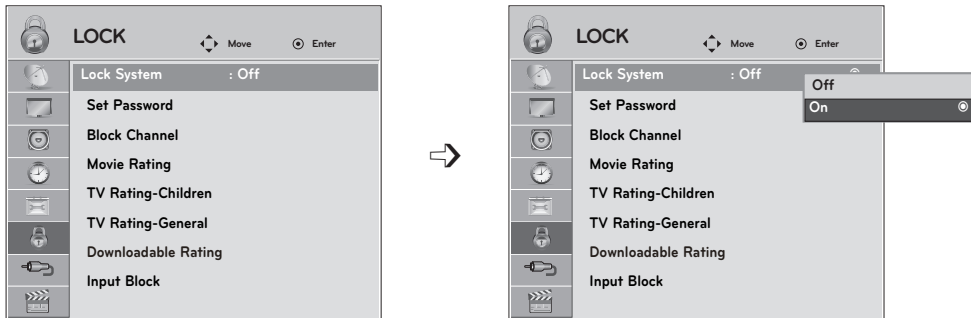 LOCK Move Enter
Lock System : Off
Set Password
Block Channel
Movie Rating
TV Rating-Children
TV Rating-General
Downloadable Rating
Input Block
LOCK Move Enter
Lock System : Off
Off
On
Set Password
Block Channel
Movie Rating
TV Rating-Children
TV Rating-General
Downloadable Rating
Input Block